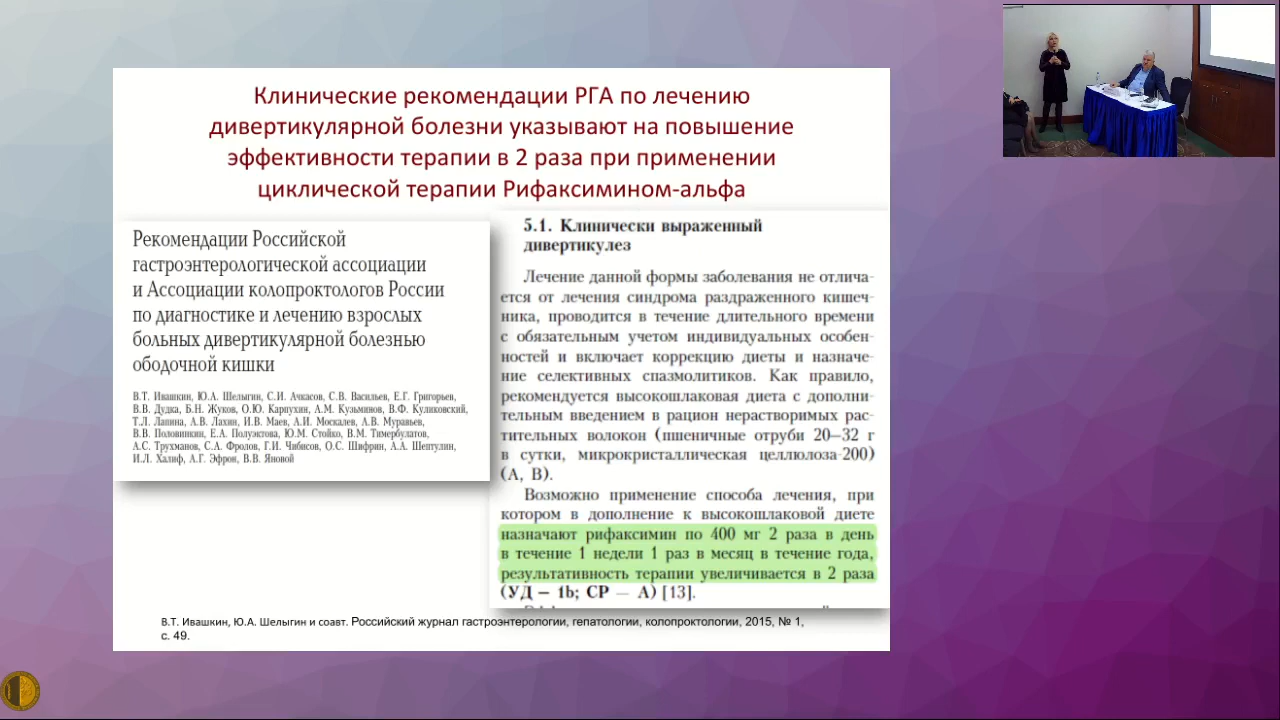 Клинические рекомендации РГА по лечению
дивертикулярной болезни указывают на повышение
эффективности терапии в 2 раза при применении
циклической терапии Рифаксимином-альфа
Рекомендации Российской
гастроэнтерологической ассоциации
и Ассоциации колопроктологов России
по диагностике и лечению взрослых
больных дивертикулярной болезнью
ободочной кишки
В.Т. Ивашкин, Ю.А. Шелыгин, С.И. Ачкасов, С.В. Васильев, Е.Г. Григорьев,
В.В. Дудка, Б.Н. Жуков, О.Ю. Карпухин, А.М. Кузьминов, В.Ф. Куликовский,
Т.Л. Лапина, А.В. Лахин, И.В. Маев, А.И. Москалев, А.В. Муравьев,
В.В. Половинкин, Е.А. Полуэктова, Ю.М. Стойко, В.М. Тимербулатов,
А.С. Трухманов, С.А. Фролов, Г.И. Чибисов, О.С. Шифрин, А.А. Шептулин,
И.Л. Халиф, А.Г. Эфрон, В.В. Яновой
5.1. Клинически выраженный
дивертикулез
Лечение данной формы заболевания не отлича-
ется от лечения синдрома раздраженного кишеч-
ника, проводится в течение длительного времени
с обязательным учетом индивидуальных особен-
ностей и включает коррекцию диеты и назначе-
ние селективных спазмолитиков. Как правило,
рекомендуется высокошлаковая диета с дополни-
тельным введением в рацион нерастворимых рас-
тительных волокон (пшеничные отруби 20–32 г
в сутки, микрокристаллическая целлюлоза-200)
(А, В).
Возможно применение способа лечения, при
котором в дополнение к высокошлаковой диете
назначают рифаксимин по 400 мг 2 раза в день
в течение 1 недели 1 раз в месяц в течение года,
результативность терапии увеличивается в 2 раза
(УД – 1b; СР — А) [13].
В.Т. Ивашкин, Ю.А. Шелыгин и соавт. Российский журнал гастроэнтерологии, гепатологии, колопроктологии, 2015, № 1,
с. 49.